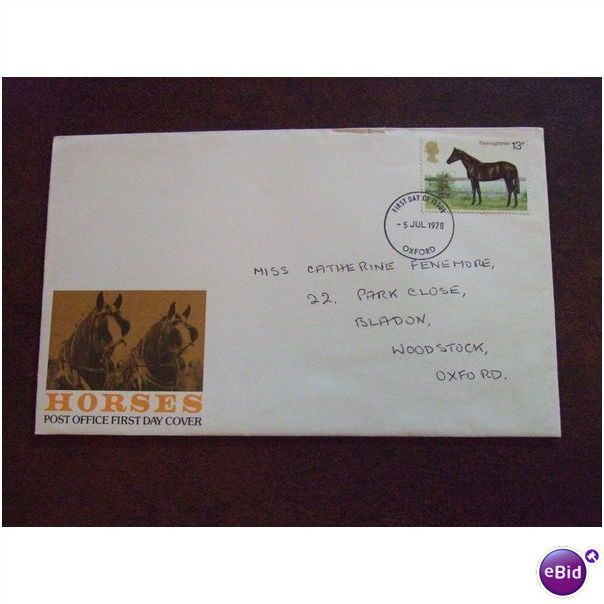 Thoroughbred 13P
FIRST DAY OF ISSUE
- 5 JUL 1978
OXFORD
MISS CATHERINE FENEMORE,
22. PARK CLOSE,
BLADON,
WOODSTOCK,
OXFORD.
HORSES
POST OFFICE FIRST DAY COVER
eBid